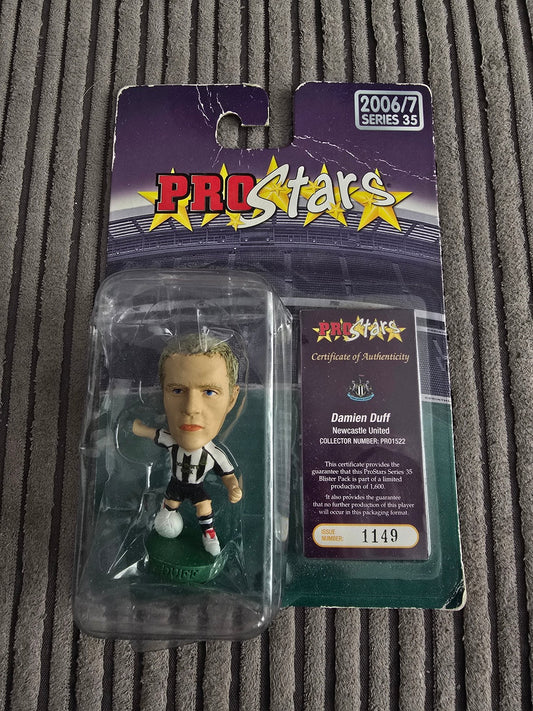 2006/7
SERIES 35
PROStars
PROStars
Certificate of Authenticity
Damien Duff
Newcastle United
COLLECTOR NUMBER: PRO1522
This certificate provides the
guarantee that this ProStars Series 35
Blister Pack is part of a limited
production of 1,600.
It also provides the guarantee
that no further production of this player
will occur in this packaging format.
ISSUE
NUMBER:
1149
DUFF